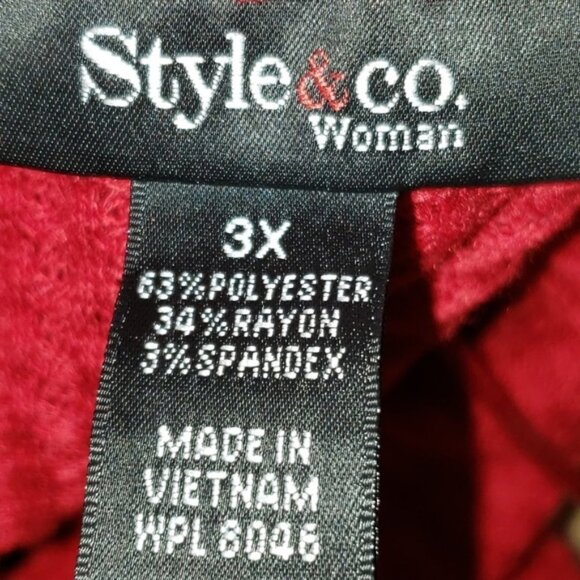 Style&co.
Woman
3X
63%POLYESTER
34%RAYON
3%SPANDEX
MADE IN
VIETNAM
WPL 8046